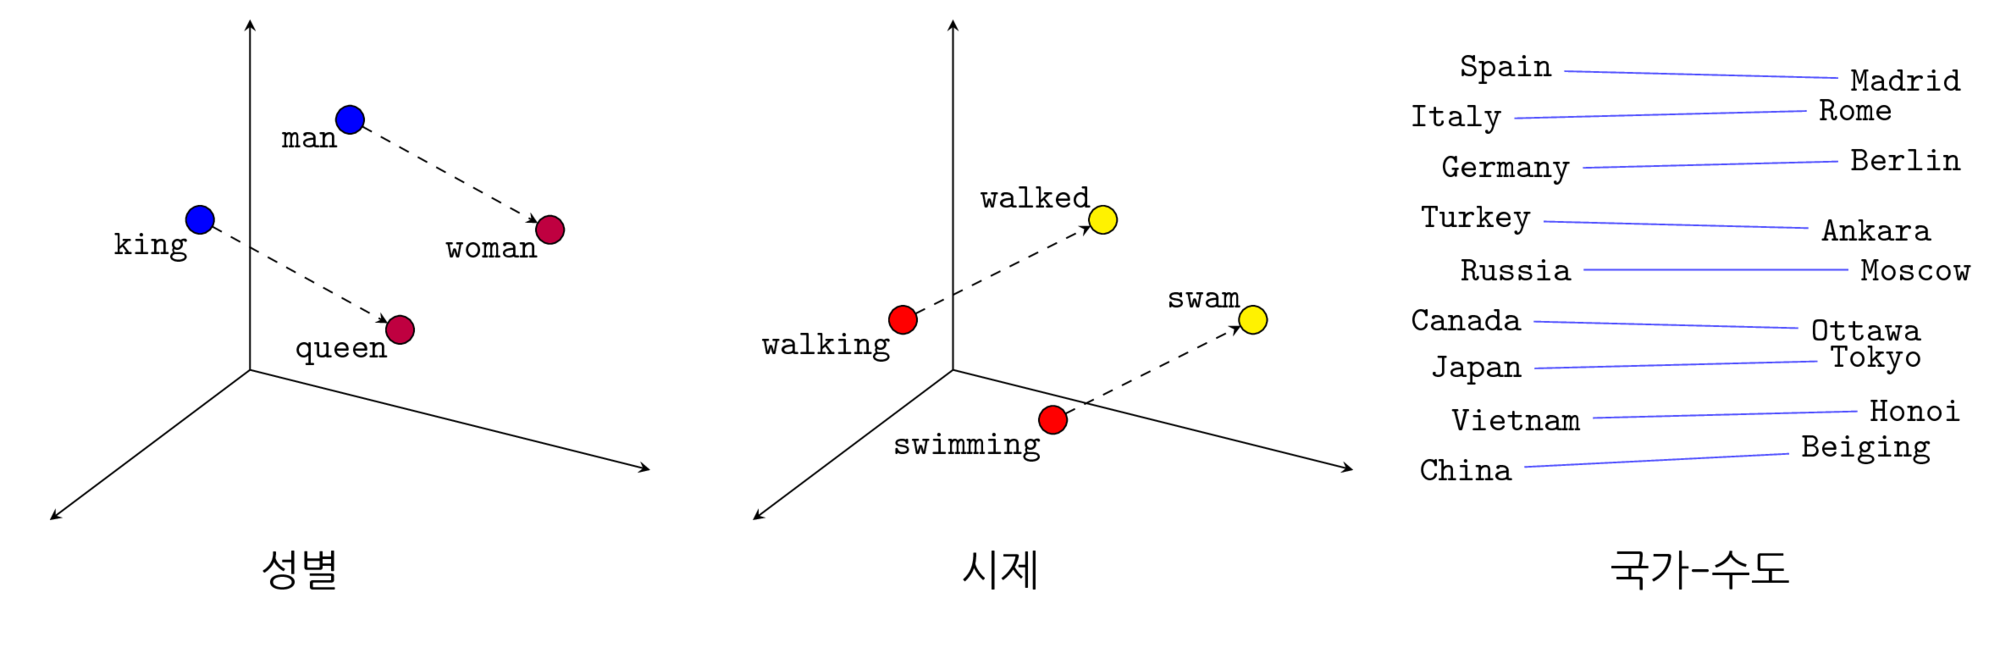 man
king
woman
queen
성별
walked
walking
swam
swimming
시제
Spain Madrid
Italy Rome
Germany Berlin
Turkey Ankara
Russia Moscow
Canada Ottawa
Japan Tokyo
Vietnam Honoi
China Beiging
국가-수도